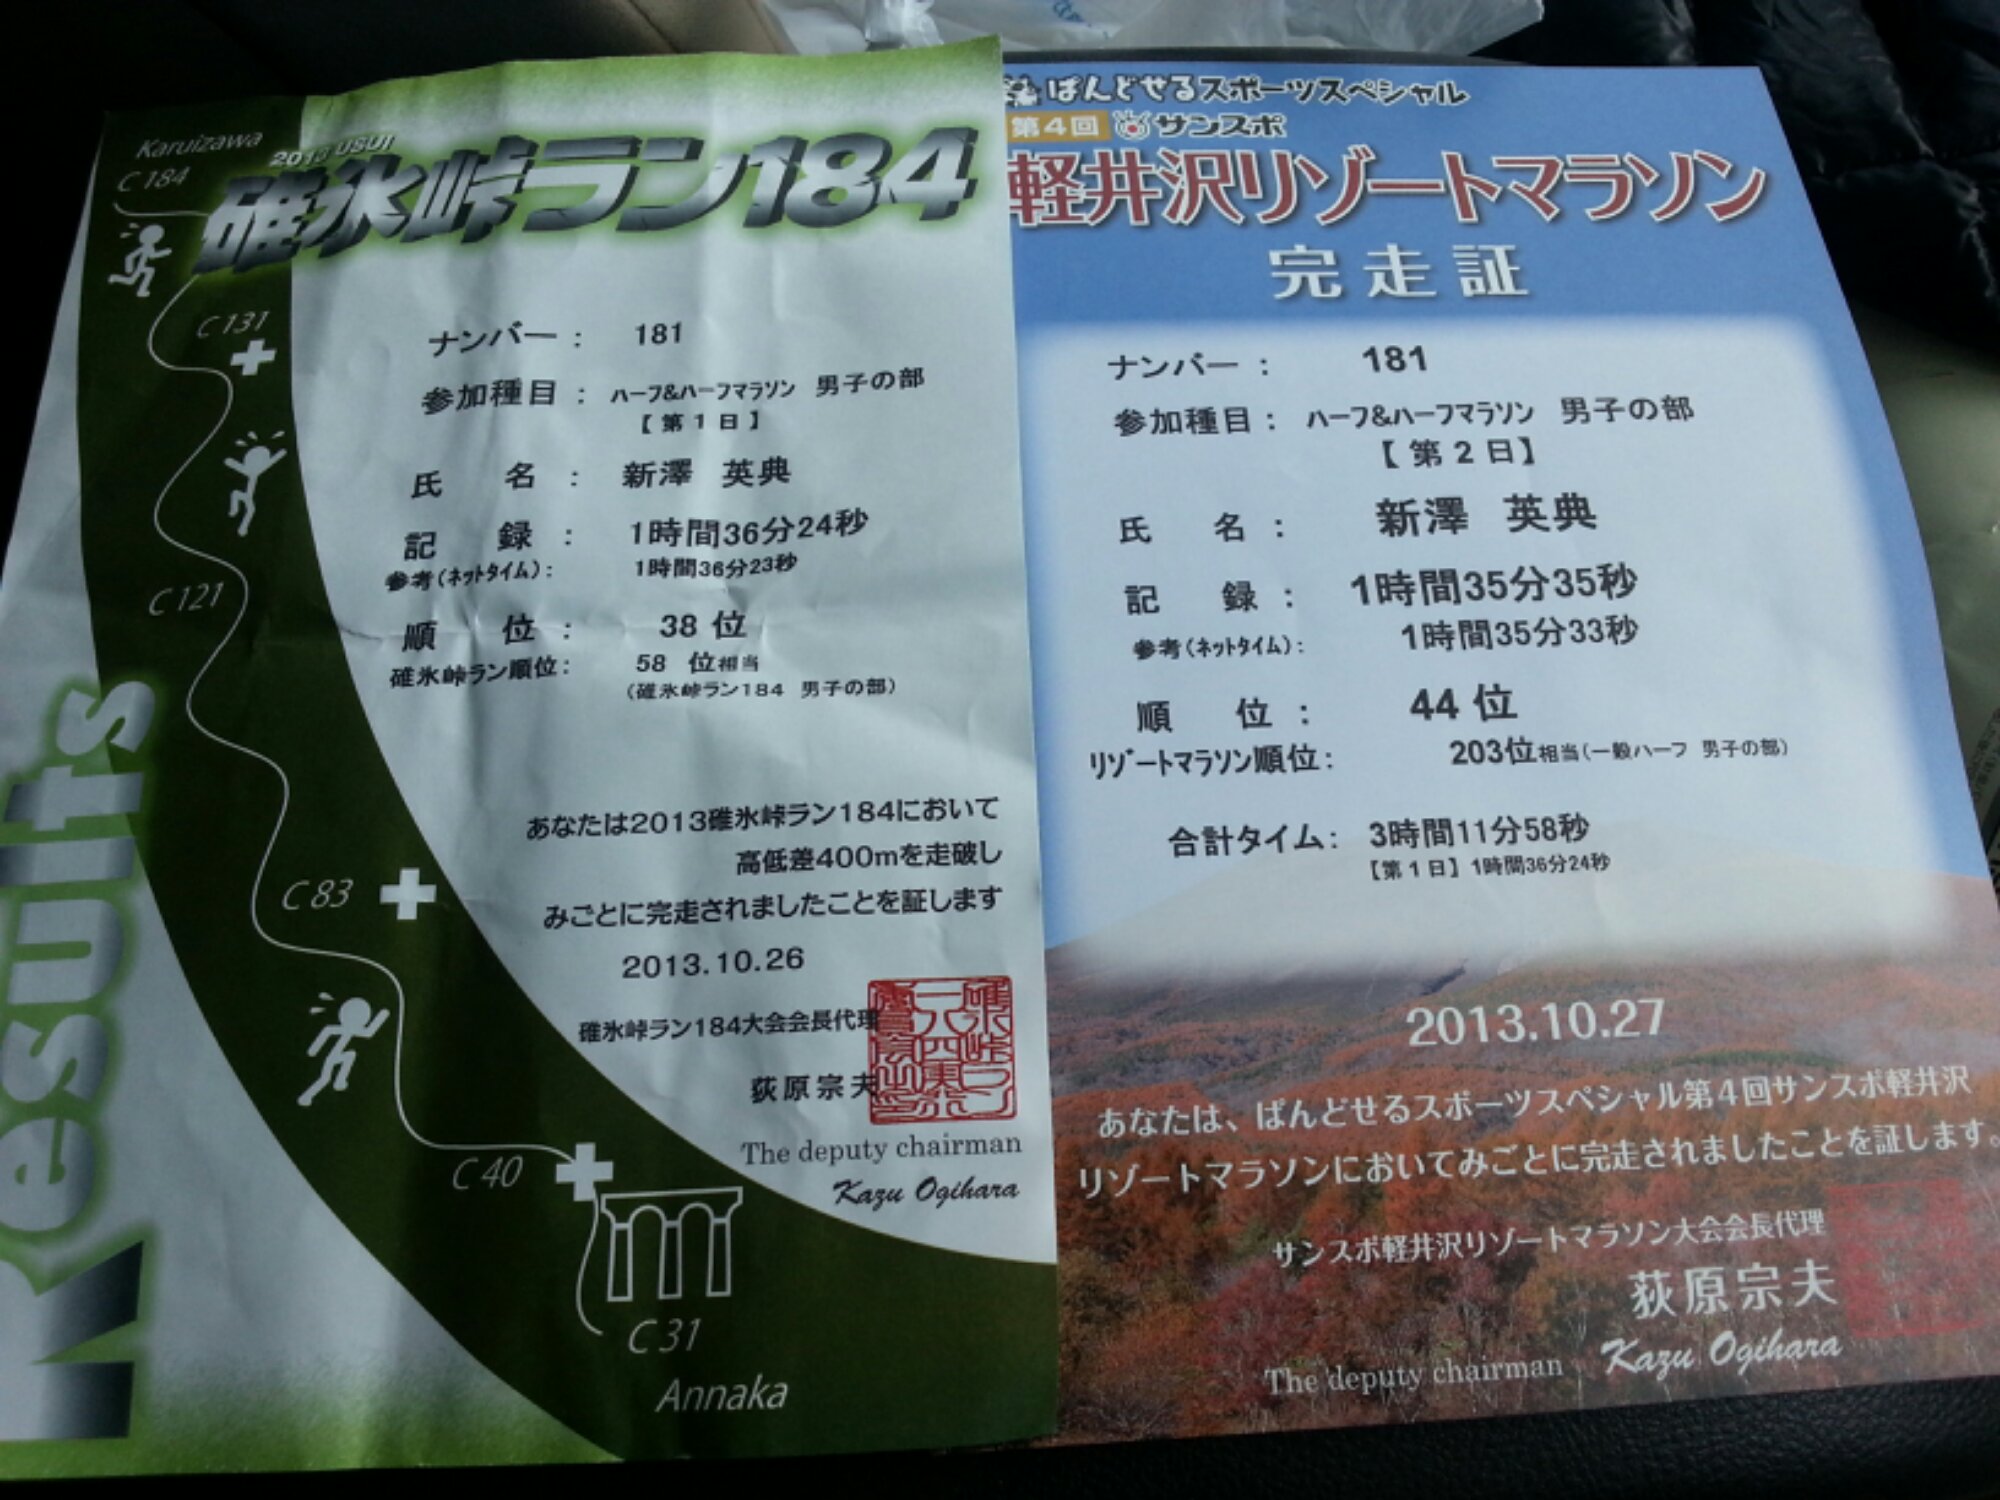 Karuizawa
C 184
2013 USUI
碓氷峠ラン184
C 131
C 121
C 83
C 40
C 31
Annaka
Results
ナンバー： 181
参加種目： ハーフ&ハーフマラソン 男子の部
【第1日】
氏 名： 新澤 英典
記 録： 1時間36分24秒
参考(ネットタイム)： 1時間36分23秒
順 位： 38 位
碓氷峠ラン順位： 58 位相当
(碓氷峠ラン184 男子の部)
あなたは2013碓氷峠ラン184において
高低差400mを走破し
みごとに完走されましたことを証します
2013.10.26
碓氷峠ラン184大会会長代理
荻原宗夫
The deputy chairman
Kazu Ogihara
ぱんどせるスポーツスペシャル
第4回 サンスポ
軽井沢リゾートマラソン
完走証
ナンバー： 181
参加種目： ハーフ&ハーフマラソン 男子の部
【第2日】
氏 名： 新澤 英典
記 録： 1時間35分35秒
参考(ネットタイム)： 1時間35分33秒
順 位： 44 位
リゾートマラソン順位： 203位相当(一般ハーフ 男子の部)
合計タイム： 3時間11分58秒
【第1日】1時間36分24秒
2013.10.27
あなたは、ぱんどせるスポーツスペシャル第4回サンスポ軽井沢
リゾートマラソンにおいてみごとに完走されましたことを証します。
サンスポ軽井沢リゾートマラソン大会会長代理
荻原宗夫
The deputy chairman Kazu Ogihara